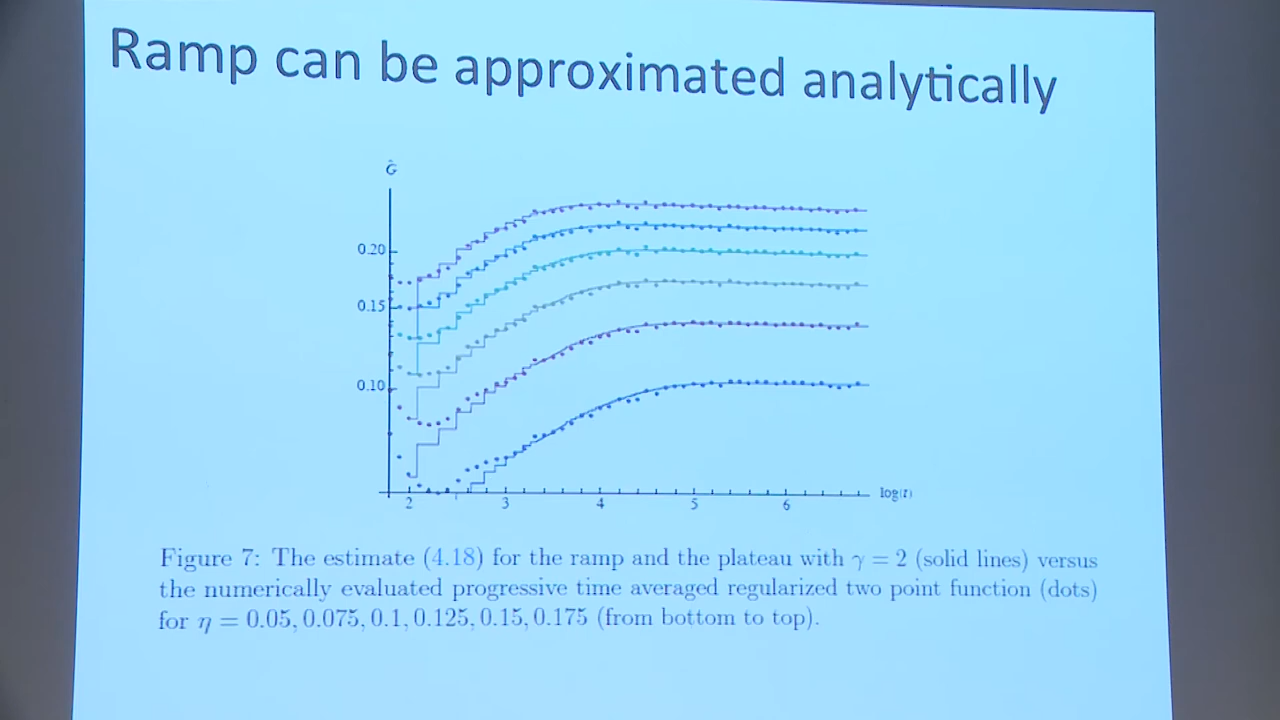 Ramp can be approximated analytically
Ĝ
0.20
0.15
0.10
2 3 4 5 6 log(t)
Figure 7: The estimate (4.18) for the ramp and the plateau with γ = 2 (solid lines) versus
the numerically evaluated progressive time averaged regularized two point function (dots)
for η = 0.05, 0.075, 0.1, 0.125, 0.15, 0.175 (from bottom to top).